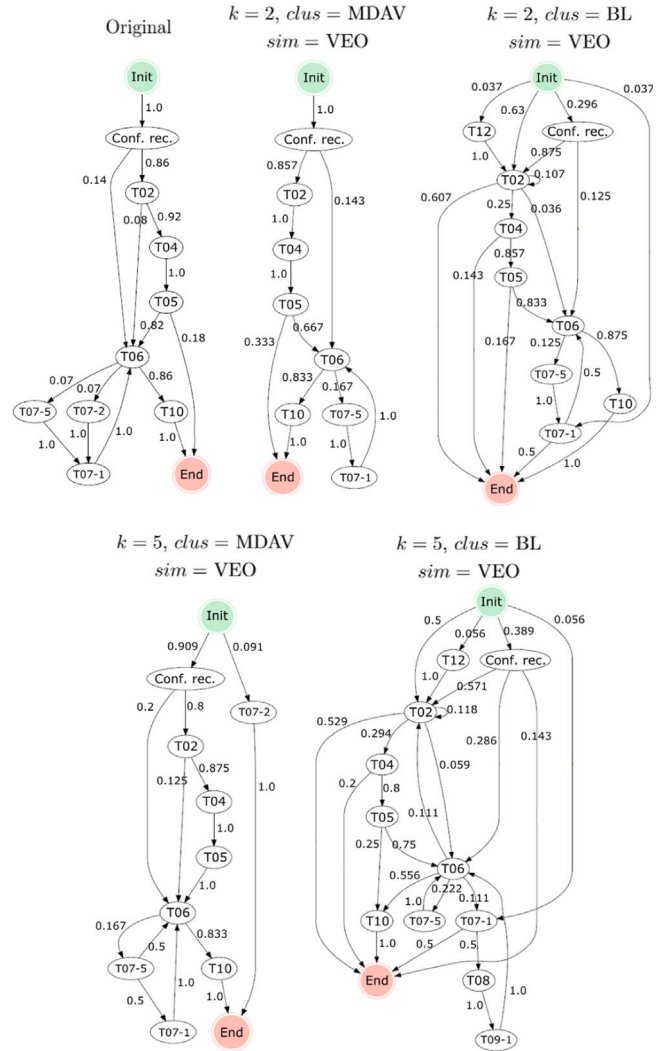 Original
k = 2, clus = MDAV
sim = VEO
k = 2, clus = BL
sim = VEO
Init
1.0
Conf. rec.
0.86
0.14
T02
0.08
0.92
T04
1.0
T05
0.82
0.18
T06
0.07
0.07
0.86
T07-5
T07-2
T10
1.0
1.0
1.0
1.0
T07-1
End
Init
1.0
Conf. rec.
0.857
0.143
T02
1.0
T04
1.0
T05
0.333
0.667
T06
0.833
0.167
T10
T07-5
1.0
1.0
1.0
End
T07-1
Init
0.037
0.63
0.296
0.037
T12
Conf. rec.
1.0
0.875
T02
0.107
0.607
0.25
0.036
0.125
T04
0.143
0.857
T05
0.833
0.167
T06
0.125
0.875
T07-5
0.5
1.0
T10
T07-1
0.5
1.0
End
k = 5, clus = MDAV
sim = VEO
k = 5, clus = BL
sim = VEO
Init
0.909
0.091
Conf. rec.
0.2
0.8
T07-2
T02
0.125
0.875
T04
1.0
1.0
T05
1.0
T06
0.167
0.833
T07-5
0.5
T10
0.5
1.0
1.0
T07-1
End
Init
0.5
0.056
0.389
0.056
T12
Conf. rec.
1.0
0.571
T02
0.118
0.529
0.294
0.059
0.286
0.143
T04
0.2
0.8
T05
0.111
0.25
0.75
T06
0.556
0.222
0.111
1.0
T10
T07-5
T07-1
1.0
0.5
0.5
End
T08
1.0
1.0
T09-1